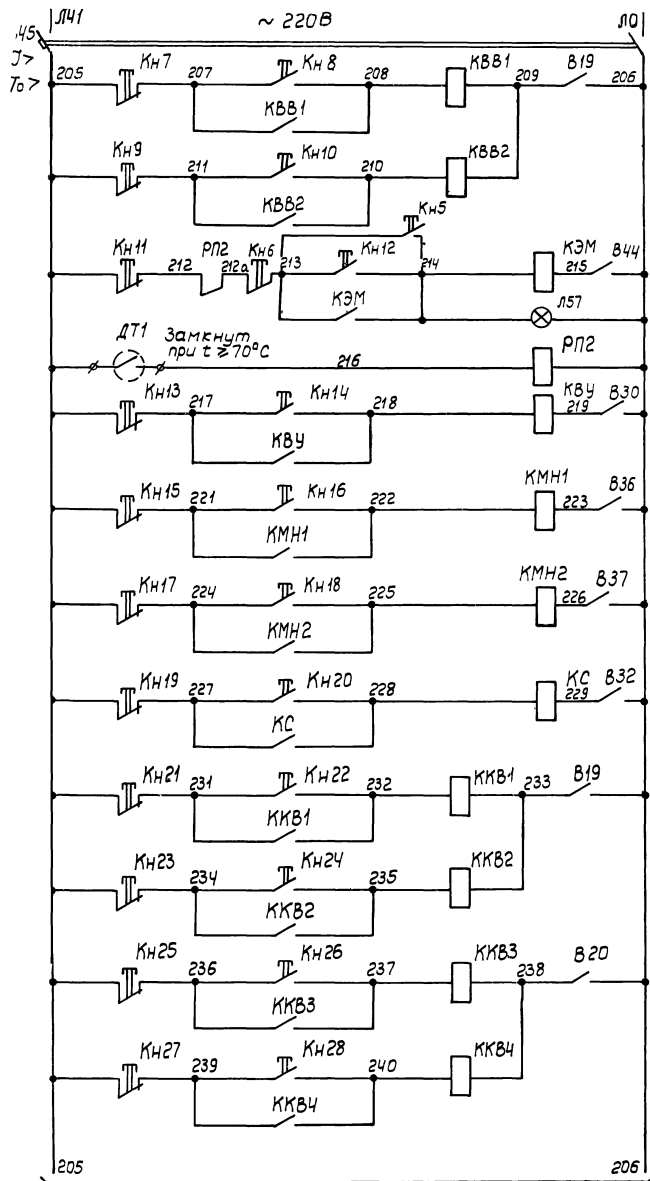 Л41 ~ 220В Л0
.45
I>
Tо> 205 Кн7 207 Кн8 208 КВВ1 209 В19 206
КВВ1
Кн9 211 Кн10 210 КВВ2
КВВ2
Кн5
Кн11 212 РП2 212а Кн6 213 Кн12 214 КЭМ 215 В44
КЭМ Л57
ДТ1 Замкнут
при t ⩾ 70°С 216 РП2
Кн13 217 Кн14 218 КВУ 219 В30
КВУ
Кн15 221 Кн16 222 КМН1 223 В36
КМН1
Кн17 224 Кн18 225 КМН2 226 В37
КМН2
Кн19 227 Кн20 228 КС 229 В32
КС
Кн21 231 Кн22 232 ККВ1 233 В19
ККВ1
Кн23 234 Кн24 235 ККВ2
ККВ2
Кн25 236 Кн26 237 ККВ3 238 В20
ККВ3
Кн27 239 Кн28 240 ККВ4
ККВ4
205 206